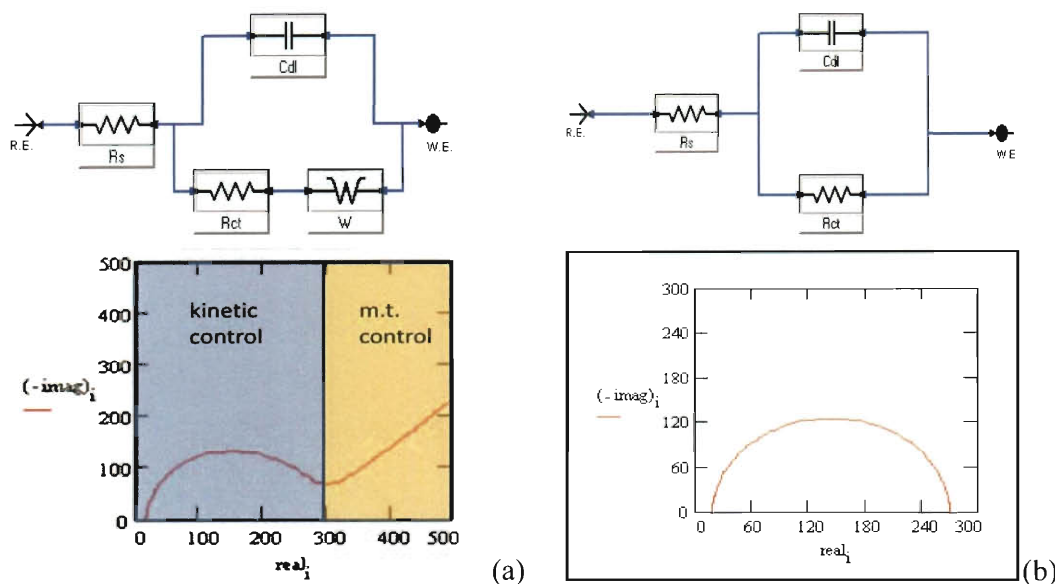 Cdl
R.E.
Rs
W.E.
Rct
W
500
400
300
200
100
0
kinetic
control
m.t.
control
(-imag)i
0 100 200 300 400 500
reali
(a)
Cdl
R.E.
Rs
WE
Rct
300
240
180
120
60
0
(-imag)i
0 60 120 180 240 300
reali
(b)